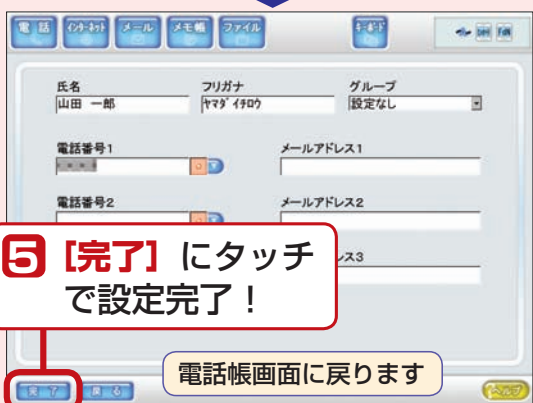 電話 インターネット メール メモ帳 ファイル キーボード
氏名 フリガナ グループ
山田 一郎 ヤマダ イチロウ 設定なし
電話番号1 メールアドレス1
電話番号2 メールアドレス2
レス3
5 [完了] にタッチ
で設定完了！
電話帳画面に戻ります
完了 戻る ヘルプ